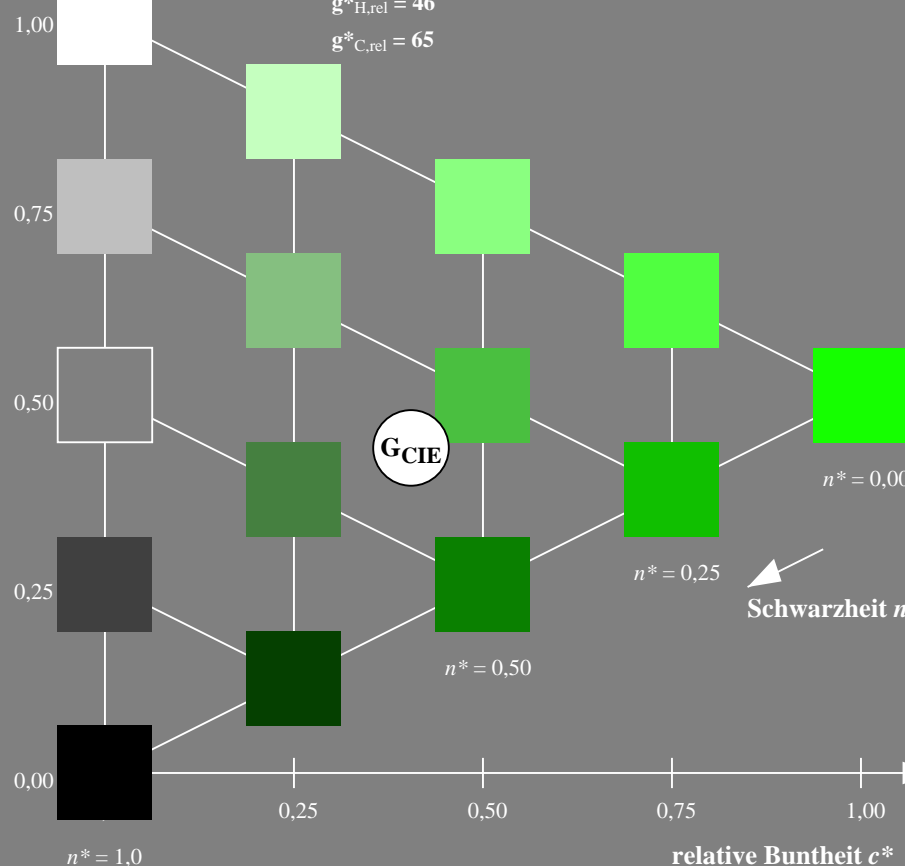 g*H,rel = 46
1,00
g*C,rel = 65
0,75
0,50
GCIE
n* = 0,00
n* = 0,25
0,25
Schwarzheit n
n* = 0,50
0,00
0,25 0,50 0,75 1,00
n* = 1,0
relative Buntheit c*